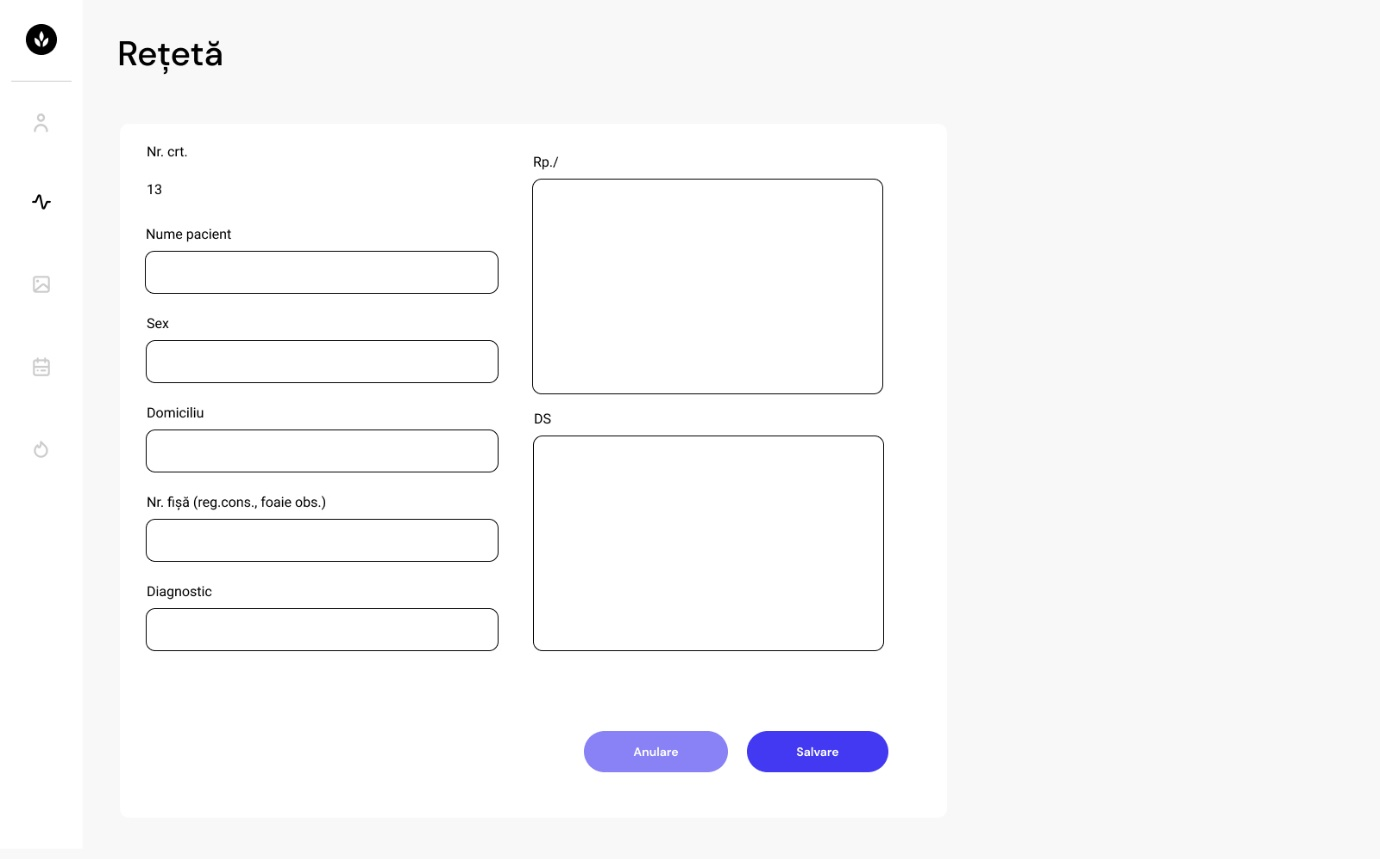 Rețetă
Nr. crt.
13
Nume pacient
Sex
Domiciliu
Nr. fișă (reg.cons., foaie obs.)
Diagnostic
Rp./
DS
Anulare
Salvare